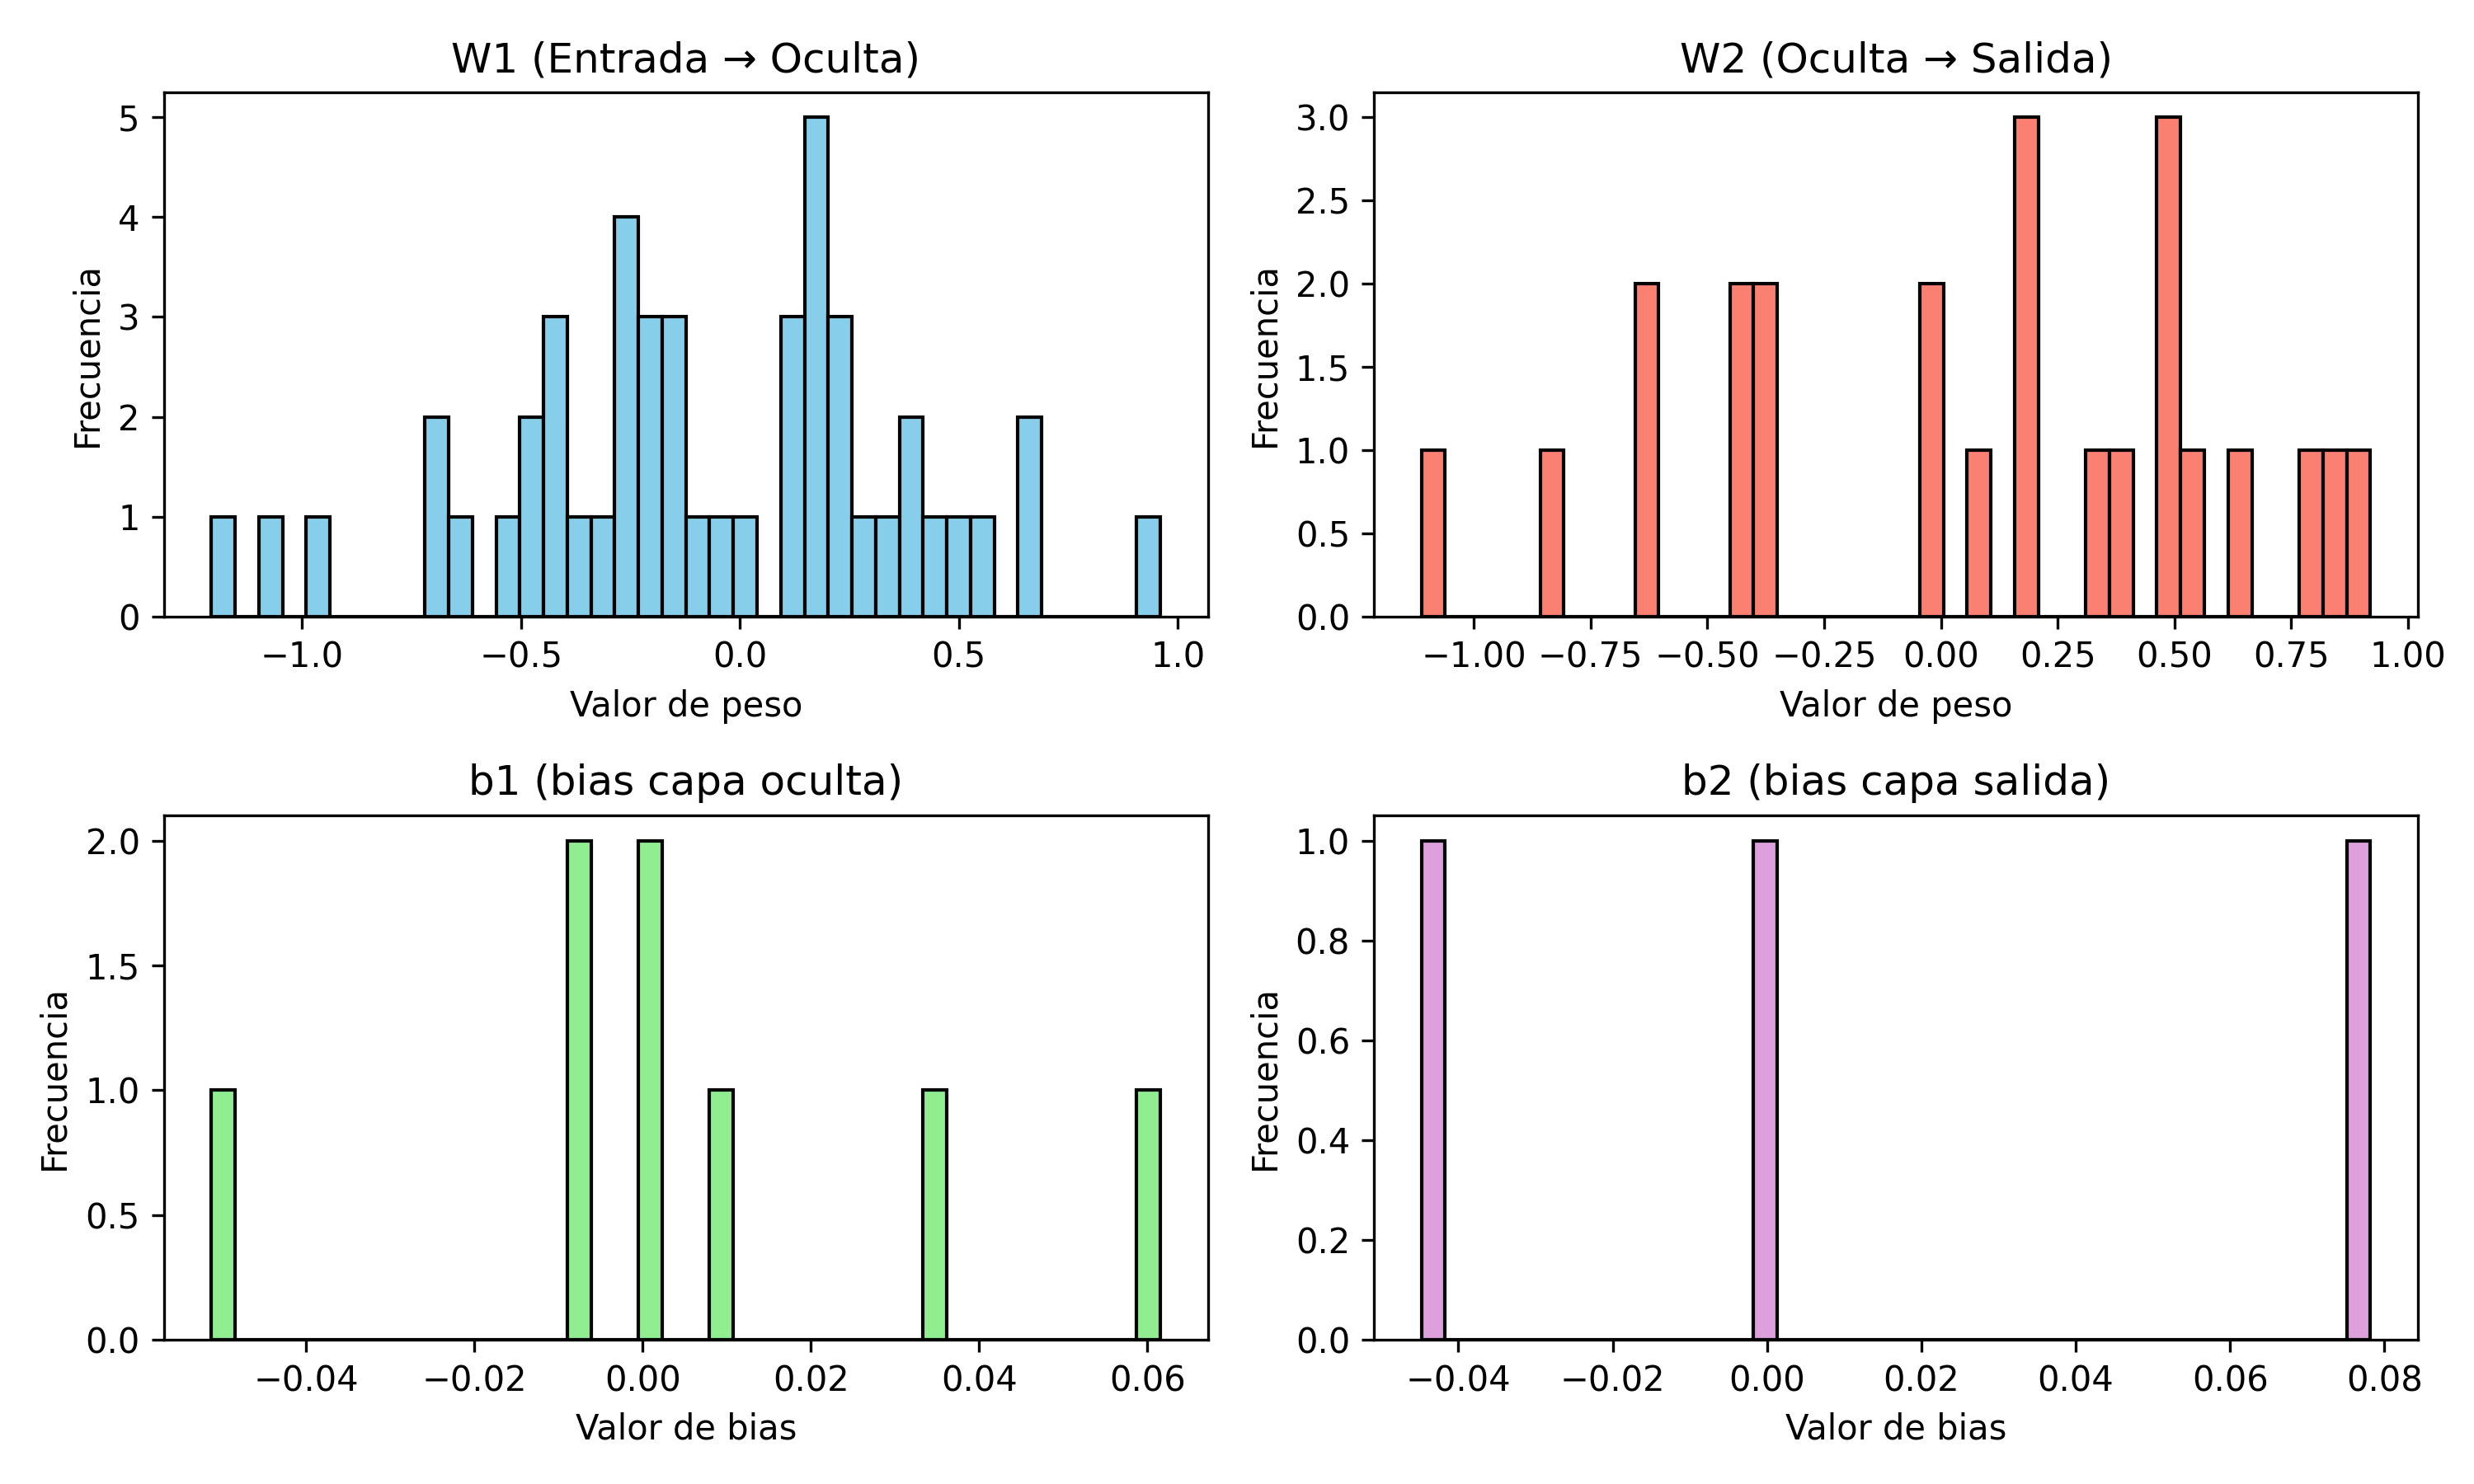 W1 (Entrada → Oculta)
Frecuencia
5
4
3
2
1
0
−1.0 −0.5 0.0 0.5 1.0
Valor de peso
W2 (Oculta → Salida)
Frecuencia
3.0
2.5
2.0
1.5
1.0
0.5
0.0
−1.00 −0.75 −0.50 −0.25 0.00 0.25 0.50 0.75 1.00
Valor de peso
b1 (bias capa oculta)
Frecuencia
2.0
1.5
1.0
0.5
0.0
−0.04 −0.02 0.00 0.02 0.04 0.06
Valor de bias
b2 (bias capa salida)
Frecuencia
1.0
0.8
0.6
0.4
0.2
0.0
−0.04 −0.02 0.00 0.02 0.04 0.06 0.08
Valor de bias